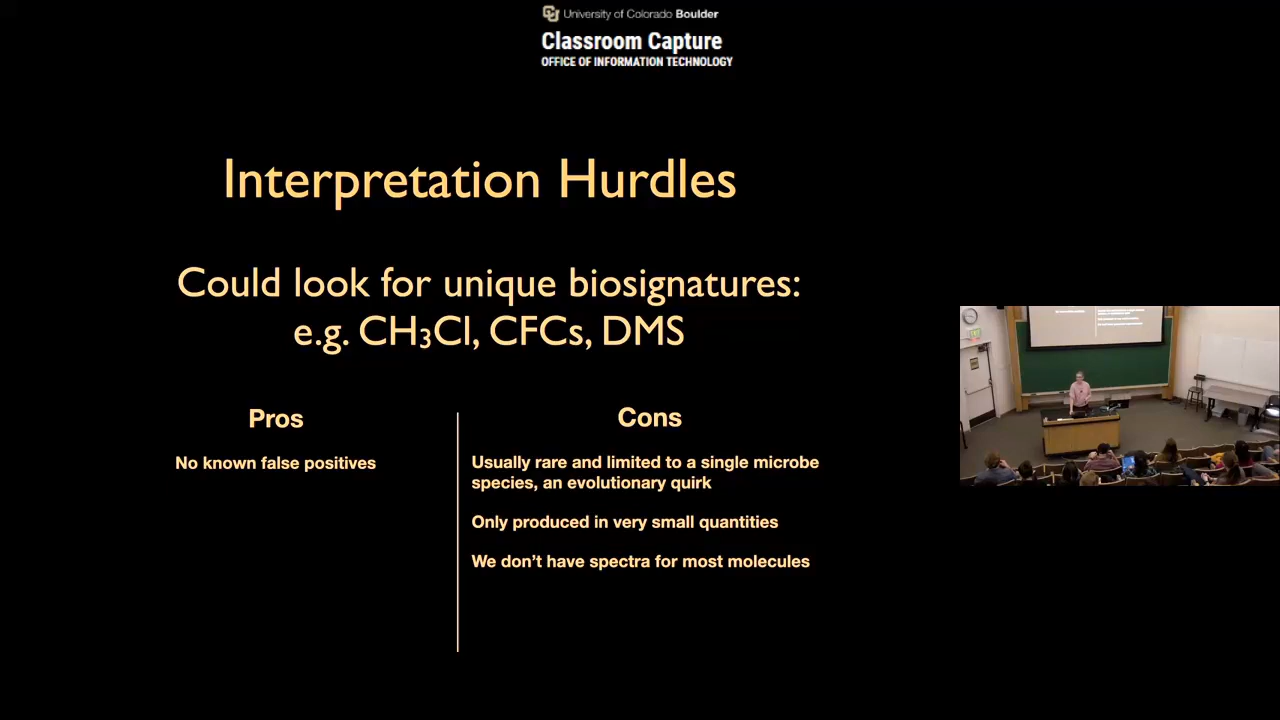 University of Colorado Boulder
Classroom Capture
OFFICE OF INFORMATION TECHNOLOGY
Interpretation Hurdles
Could look for unique biosignatures:
e.g. CH₃Cl, CFCs, DMS
Pros
No known false positives
Cons
Usually rare and limited to a single microbe
species, an evolutionary quirk
Only produced in very small quantities
We don’t have spectra for most molecules